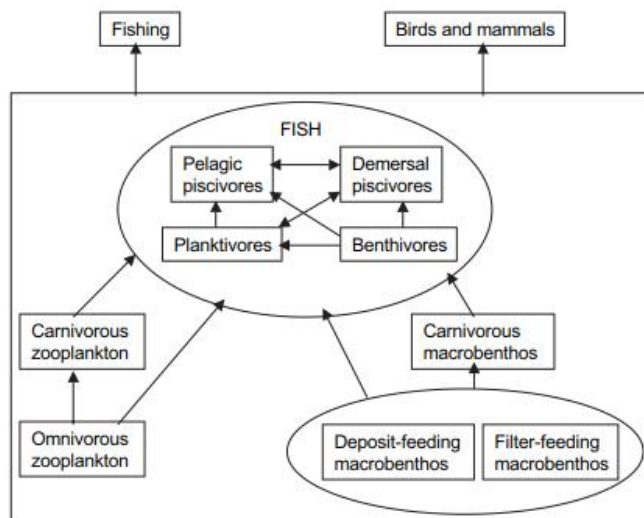 Fishing
Birds and mammals
FISH
Pelagic
piscivores
Demersal
piscivores
Planktivores
Benthivores
Carnivorous
zooplankton
Carnivorous
macrobenthos
Omnivorous
zooplankton
Deposit-feeding
macrobenthos
Filter-feeding
macrobenthos